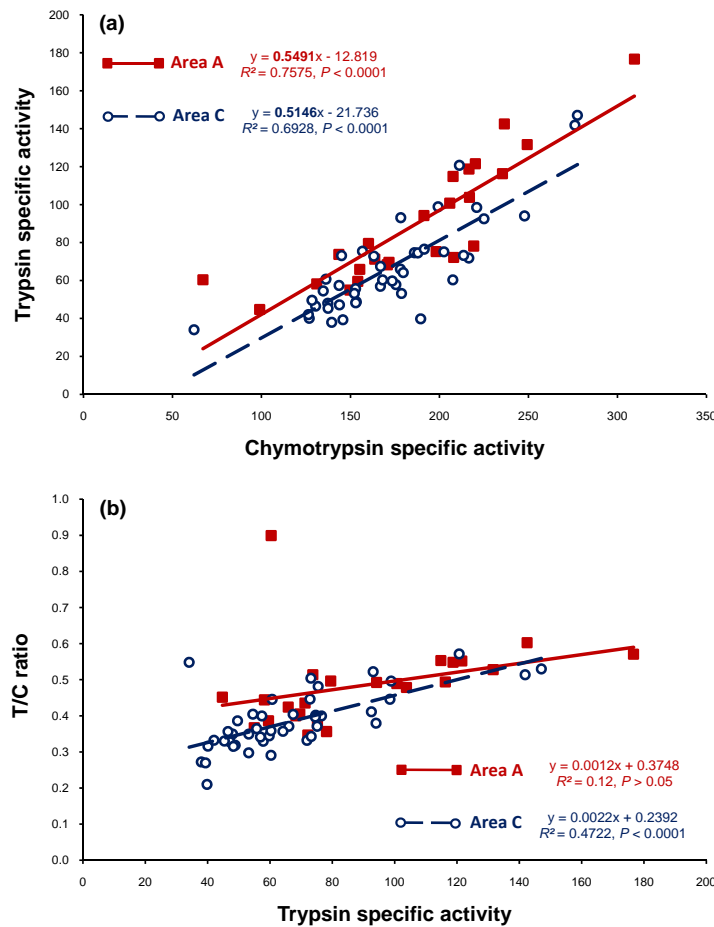 (a)
Area A
y = 0.5491x - 12.819
R² = 0.7575, P < 0.0001
Area C
y = 0.5146x - 21.736
R² = 0.6928, P < 0.0001
Trypsin specific activity
200
180
160
140
120
100
80
60
40
20
0
0 50 100 150 200 250 300 350
Chymotrypsin specific activity
(b)
T/C ratio
1.0
0.9
0.8
0.7
0.6
0.5
0.4
0.3
0.2
0.1
0.0
Area A
y = 0.0012x + 0.3748
R² = 0.12, P > 0.05
Area C
y = 0.0022x + 0.2392
R² = 0.4722, P < 0.0001
0 20 40 60 80 100 120 140 160 180 200
Trypsin specific activity